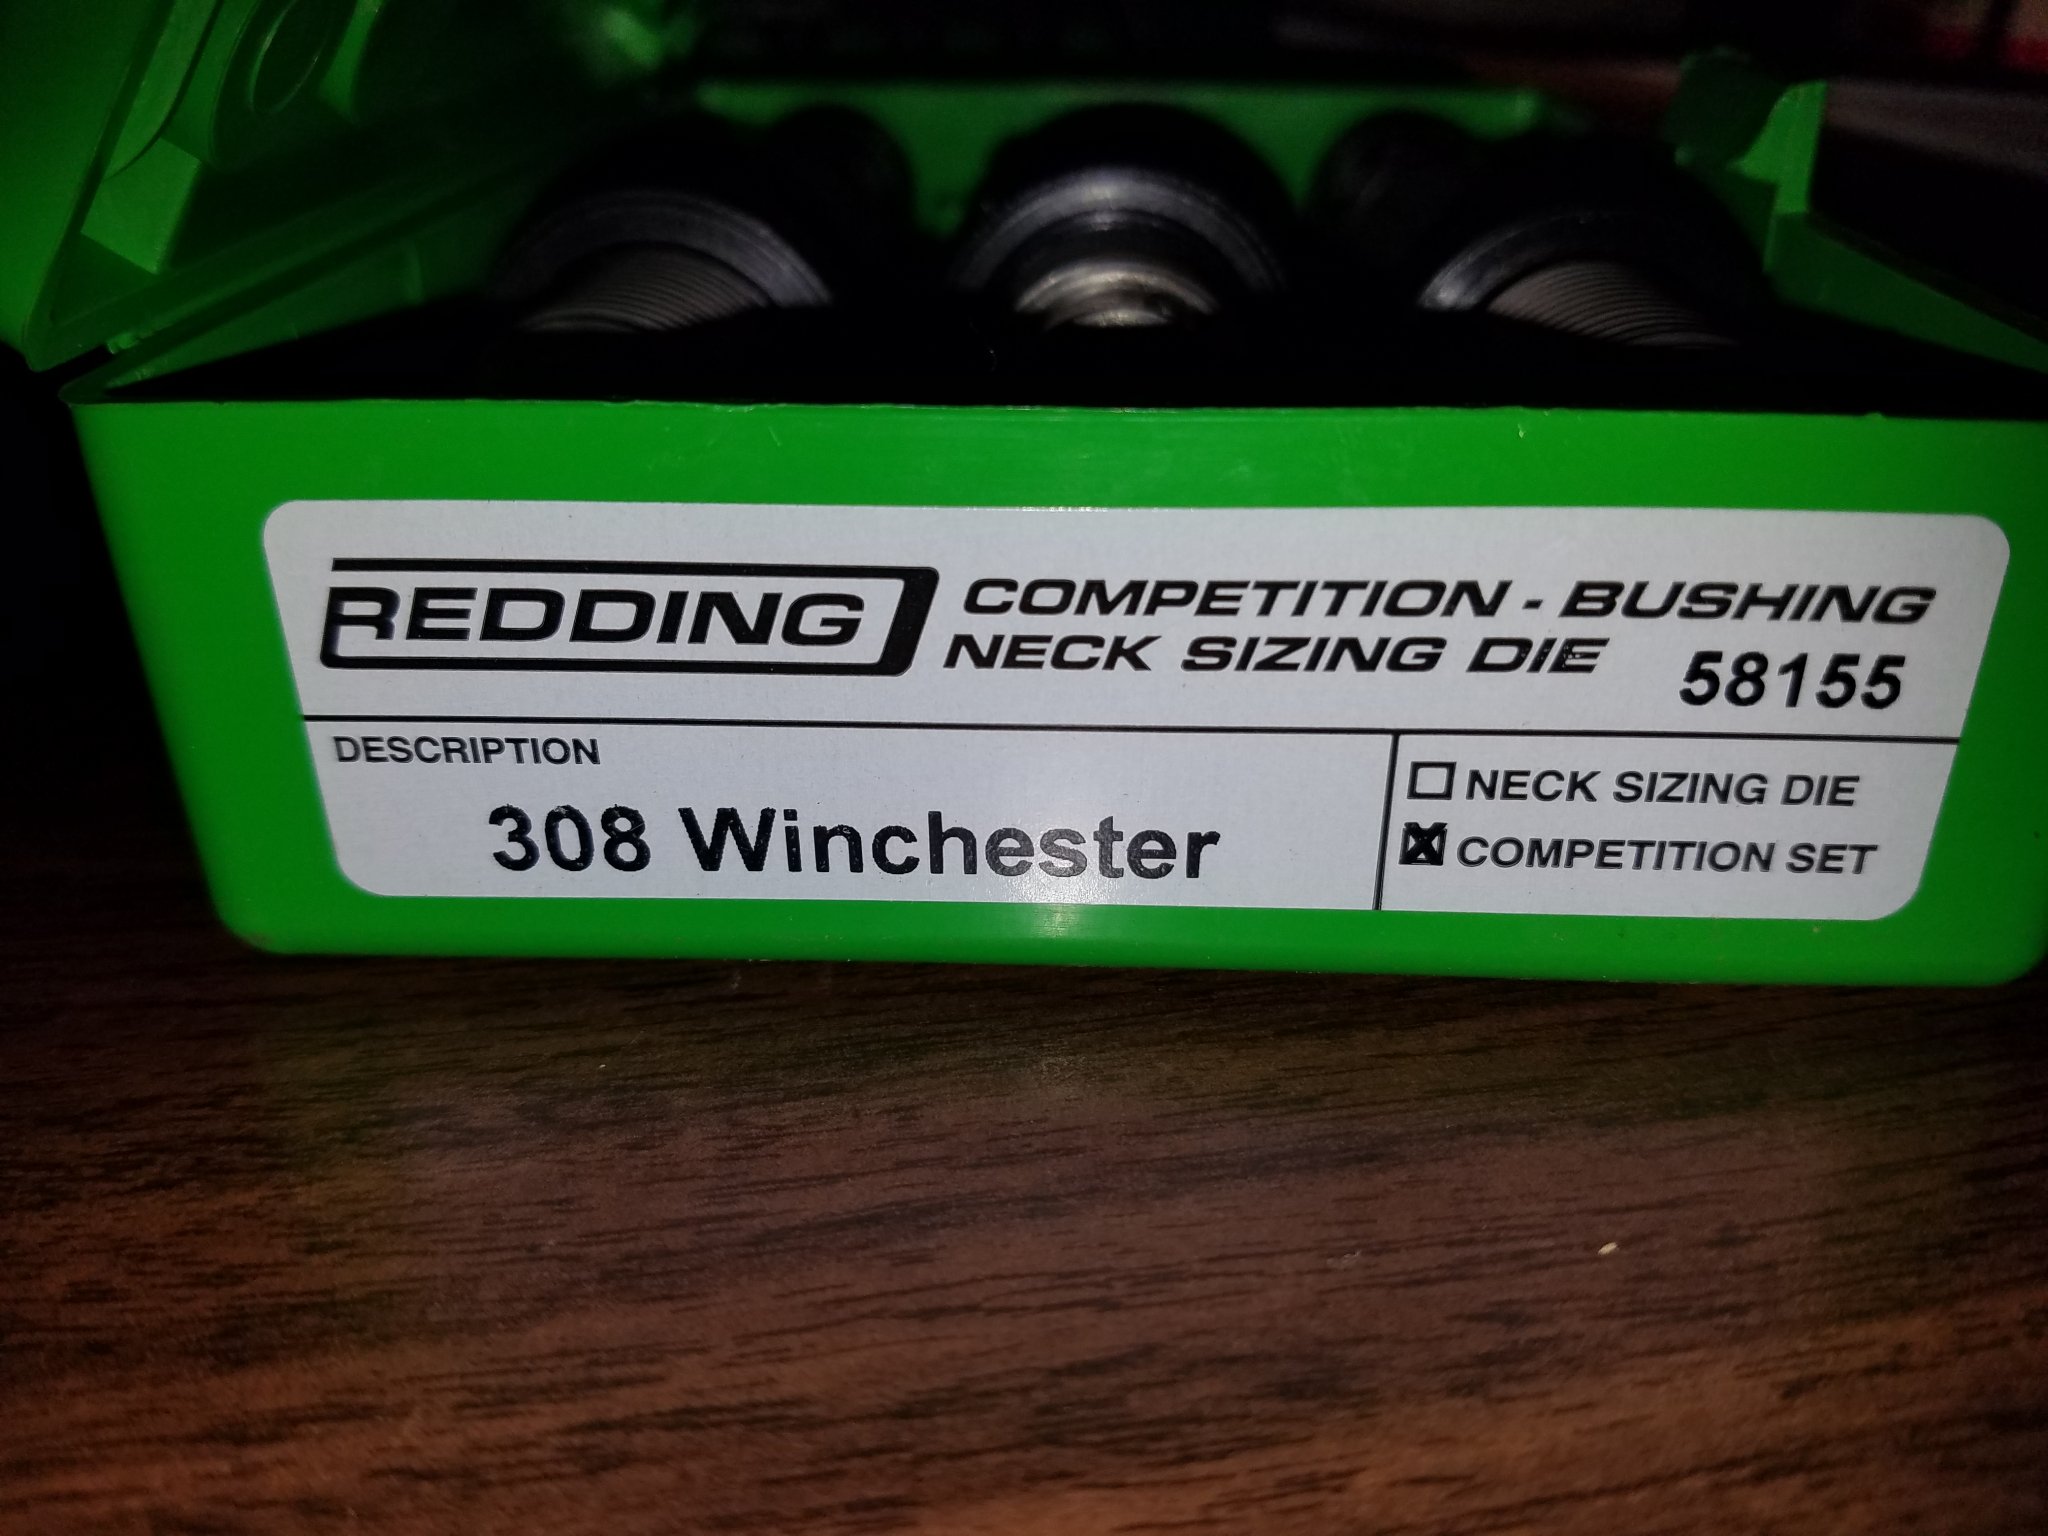 REDDING COMPETITION - BUSHING
NECK SIZING DIE 58155
DESCRIPTION
308 Winchester
NECK SIZING DIE
COMPETITION SET